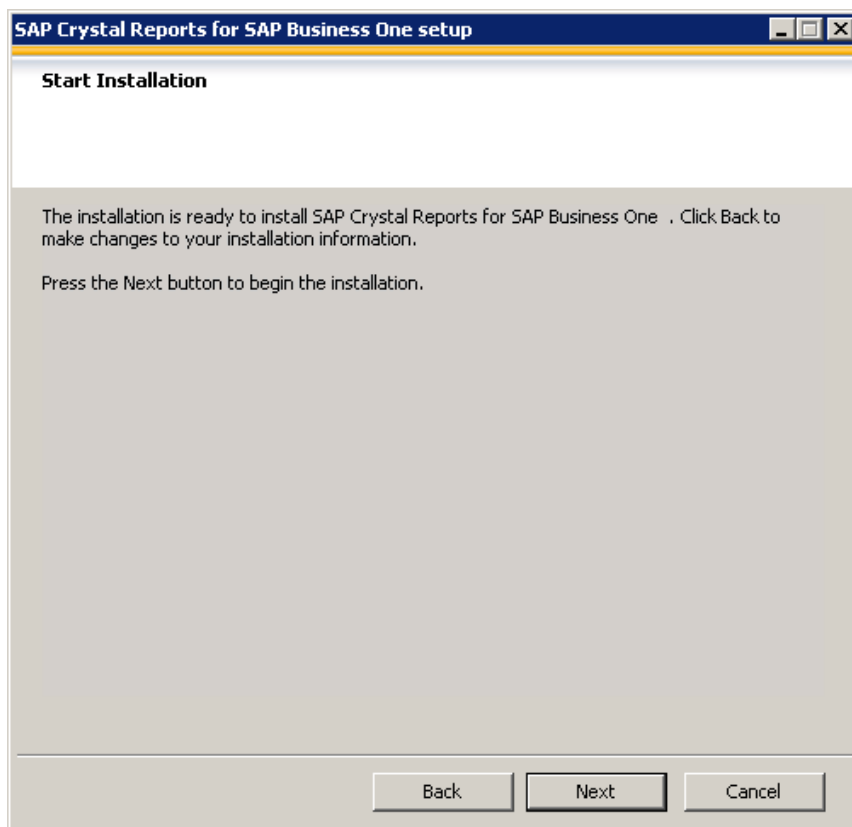 SAP Crystal Reports for SAP Business One setup
Start Installation
The installation is ready to install SAP Crystal Reports for SAP Business One . Click Back to
make changes to your installation information.
Press the Next button to begin the installation.
Back Next Cancel